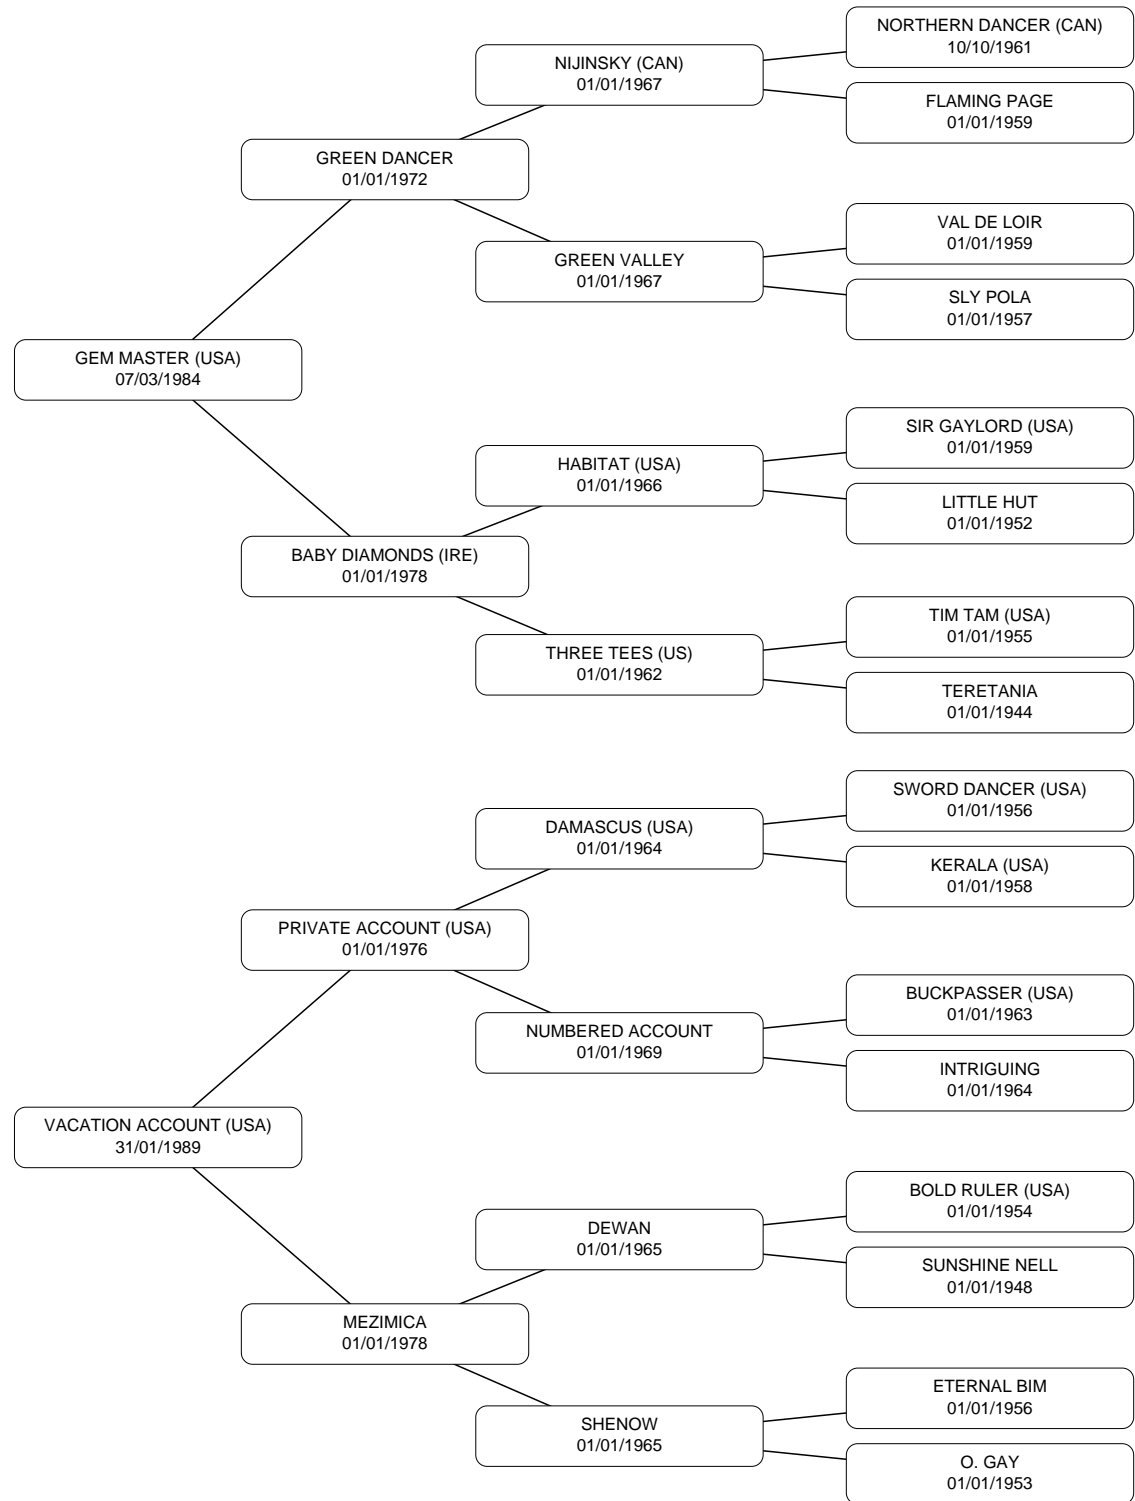 NORTHERN DANCER (CAN)
10/10/1961
NIJINSKY (CAN)
01/01/1967
FLAMING PAGE
01/01/1959
GREEN DANCER
01/01/1972
VAL DE LOIR
01/01/1959
GREEN VALLEY
01/01/1967
SLY POLA
01/01/1957
GEM MASTER (USA)
07/03/1984
SIR GAYLORD (USA)
01/01/1959
HABITAT (USA)
01/01/1966
LITTLE HUT
01/01/1952
BABY DIAMONDS (IRE)
01/01/1978
TIM TAM (USA)
01/01/1955
THREE TEES (US)
01/01/1962
TERETANIA
01/01/1944
SWORD DANCER (USA)
01/01/1956
DAMASCUS (USA)
01/01/1964
KERALA (USA)
01/01/1958
PRIVATE ACCOUNT (USA)
01/01/1976
BUCKPASSER (USA)
01/01/1963
NUMBERED ACCOUNT
01/01/1969
INTRIGUING
01/01/1964
VACATION ACCOUNT (USA)
31/01/1989
BOLD RULER (USA)
01/01/1954
DEWAN
01/01/1965
SUNSHINE NELL
01/01/1948
MEZIMICA
01/01/1978
ETERNAL BIM
01/01/1956
SHENOW
01/01/1965
O. GAY
01/01/1953